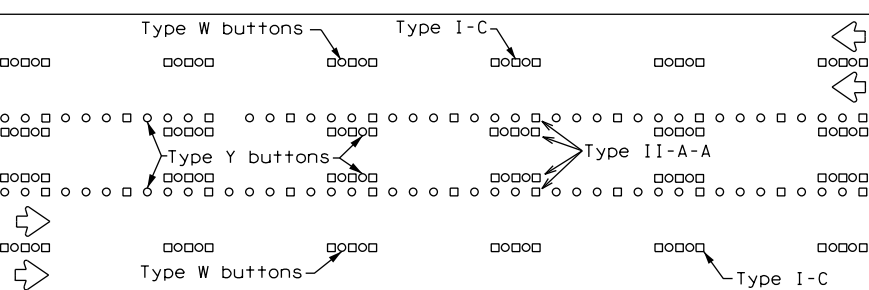 Type W buttons
Type I-C
Type Y buttons
Type II-A-A
Type W buttons
Type I-C